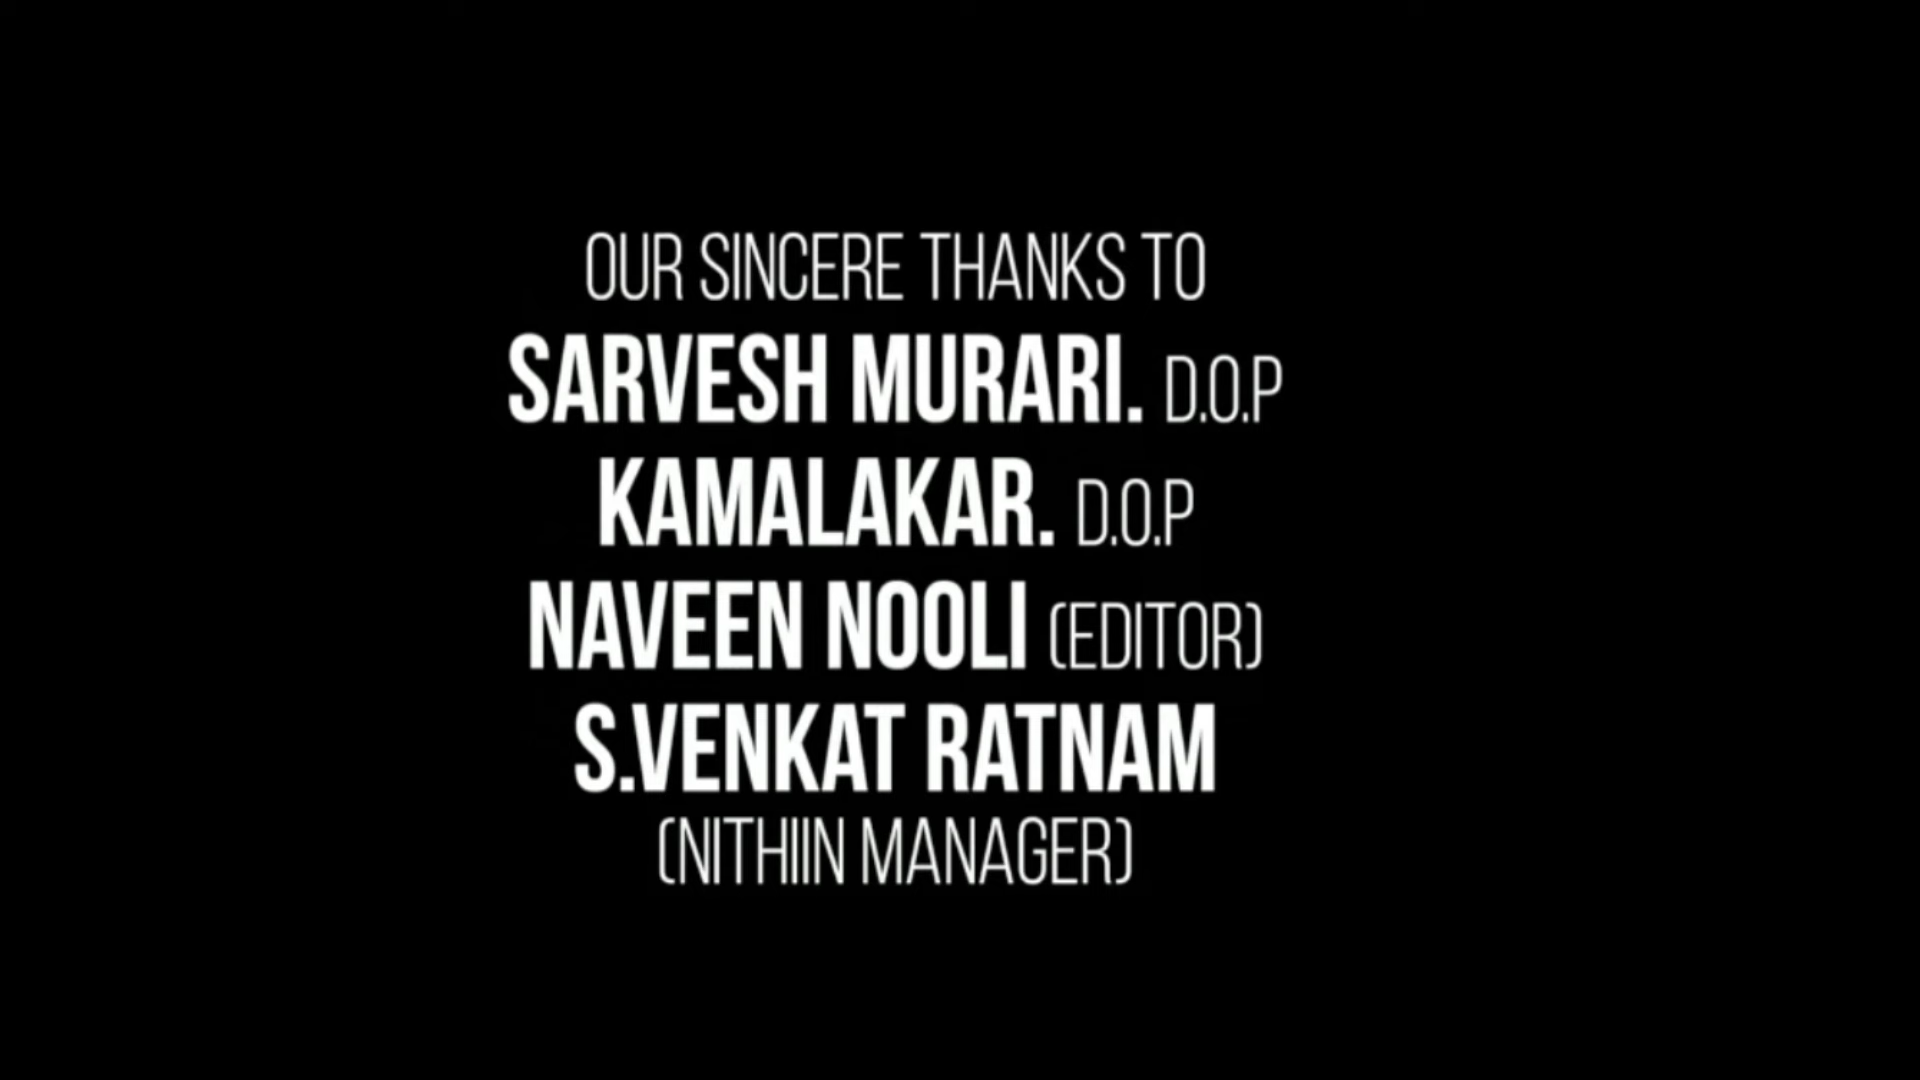 OUR SINCERE THANKS TO
SARVESH MURARI. D.O.P
KAMALAKAR. D.O.P
NAVEEN NOOLI (EDITOR)
S.VENKAT RATNAM
(NITHIIN MANAGER)